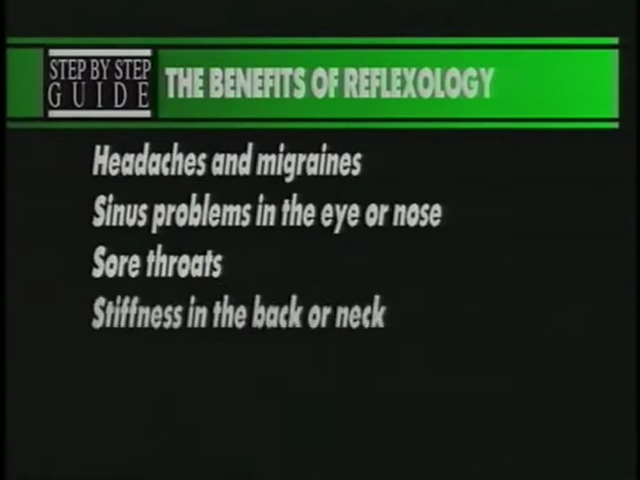 STEP BY STEP
GUIDE
THE BENEFITS OF REFLEXOLOGY
Headaches and migraines
Sinus problems in the eye or nose
Sore throats
Stiffness in the back or neck